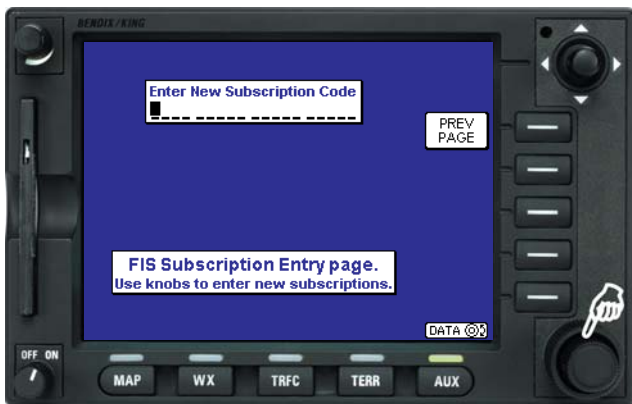 BENDIX/KING
Enter New Subscription Code
PREV
PAGE
FIS Subscription Entry page.
Use knobs to enter new subscriptions.
DATA
OFF ON
MAP WX TRFC TERR AUX